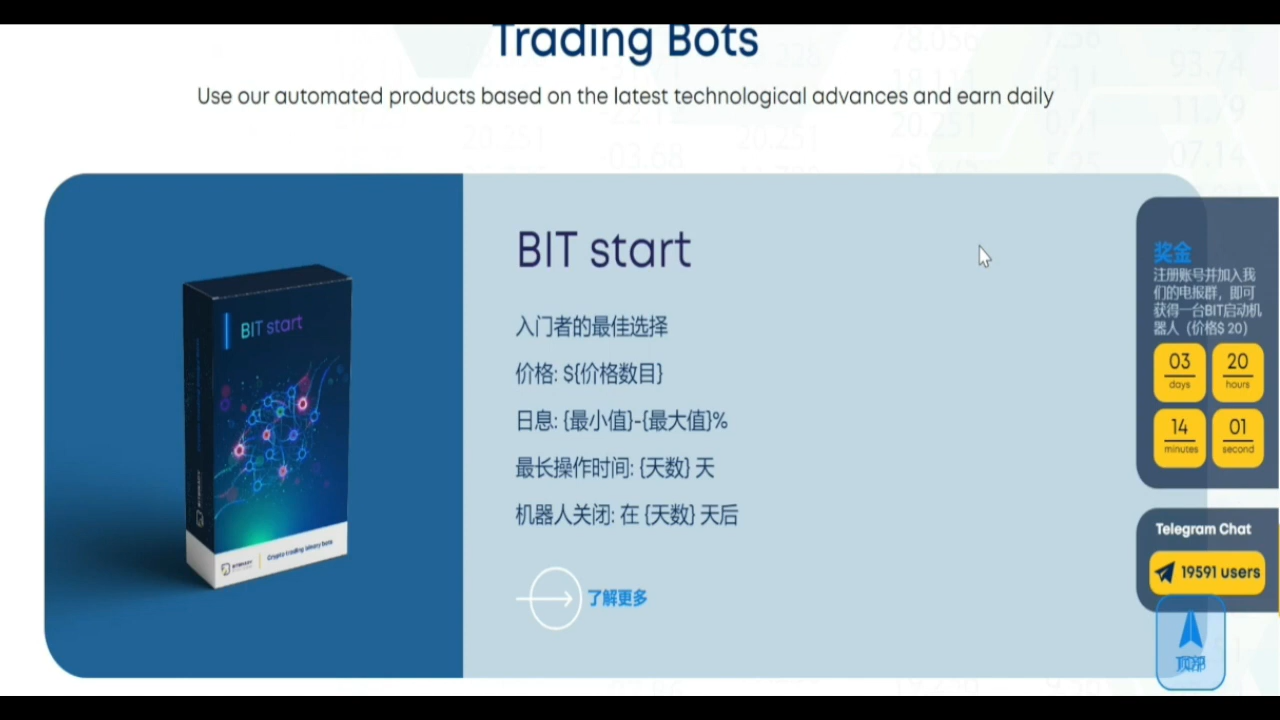 Trading Bots
Use our automated products based on the latest technological advances and earn daily
BIT start
入门者的最佳选择
价格: ${价格数目}
日息: {最小值}-{最大值}%
最长操作时间: {天数} 天
机器人关闭: 在 {天数} 天后
了解更多
BIT start
Crypto trading binary bots
奖金
注册账号并加入我
们的电报群，即可
获得一台BIT启动机
器人（价格$ 20）
03
days
20
hours
14
minutes
01
second
Telegram Chat
19591 users
顶部